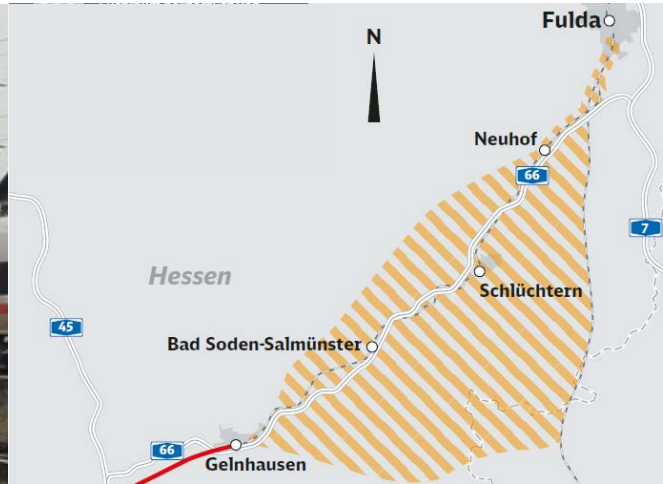 Fulda
N
Neuhof
66
7
Hessen
Schlüchtern
45
Bad Soden-Salmünster
66
Gelnhausen